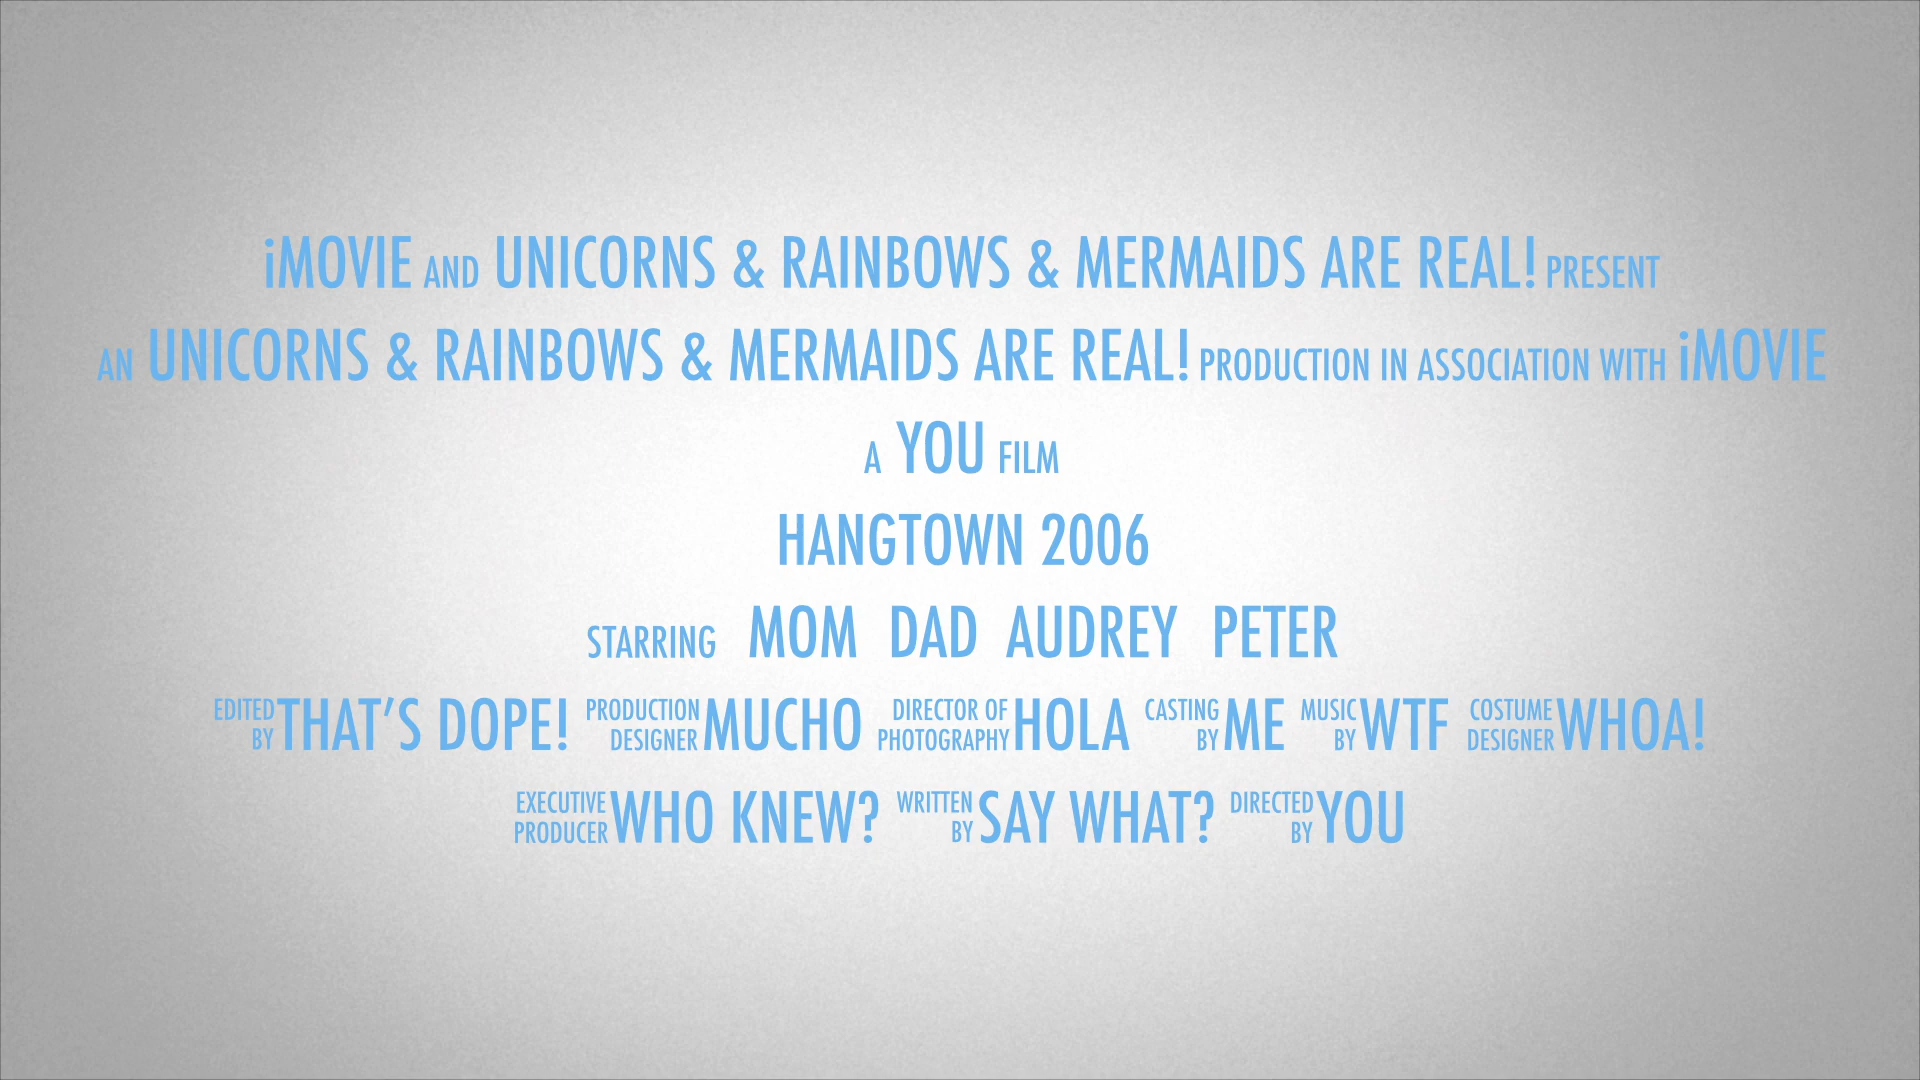 iMOVIE AND UNICORNS & RAINBOWS & MERMAIDS ARE REAL! PRESENT
AN UNICORNS & RAINBOWS & MERMAIDS ARE REAL! PRODUCTION IN ASSOCIATION WITH iMOVIE
A YOU FILM
HANGTOWN 2006
STARRING MOM DAD AUDREY PETER
EDITED BY THAT’S DOPE! PRODUCTION DESIGNER MUCHO DIRECTOR OF PHOTOGRAPHY HOLA CASTING BY ME MUSIC BY WTF COSTUME DESIGNER WHOA!
EXECUTIVE PRODUCER WHO KNEW? WRITTEN BY SAY WHAT? DIRECTED BY YOU